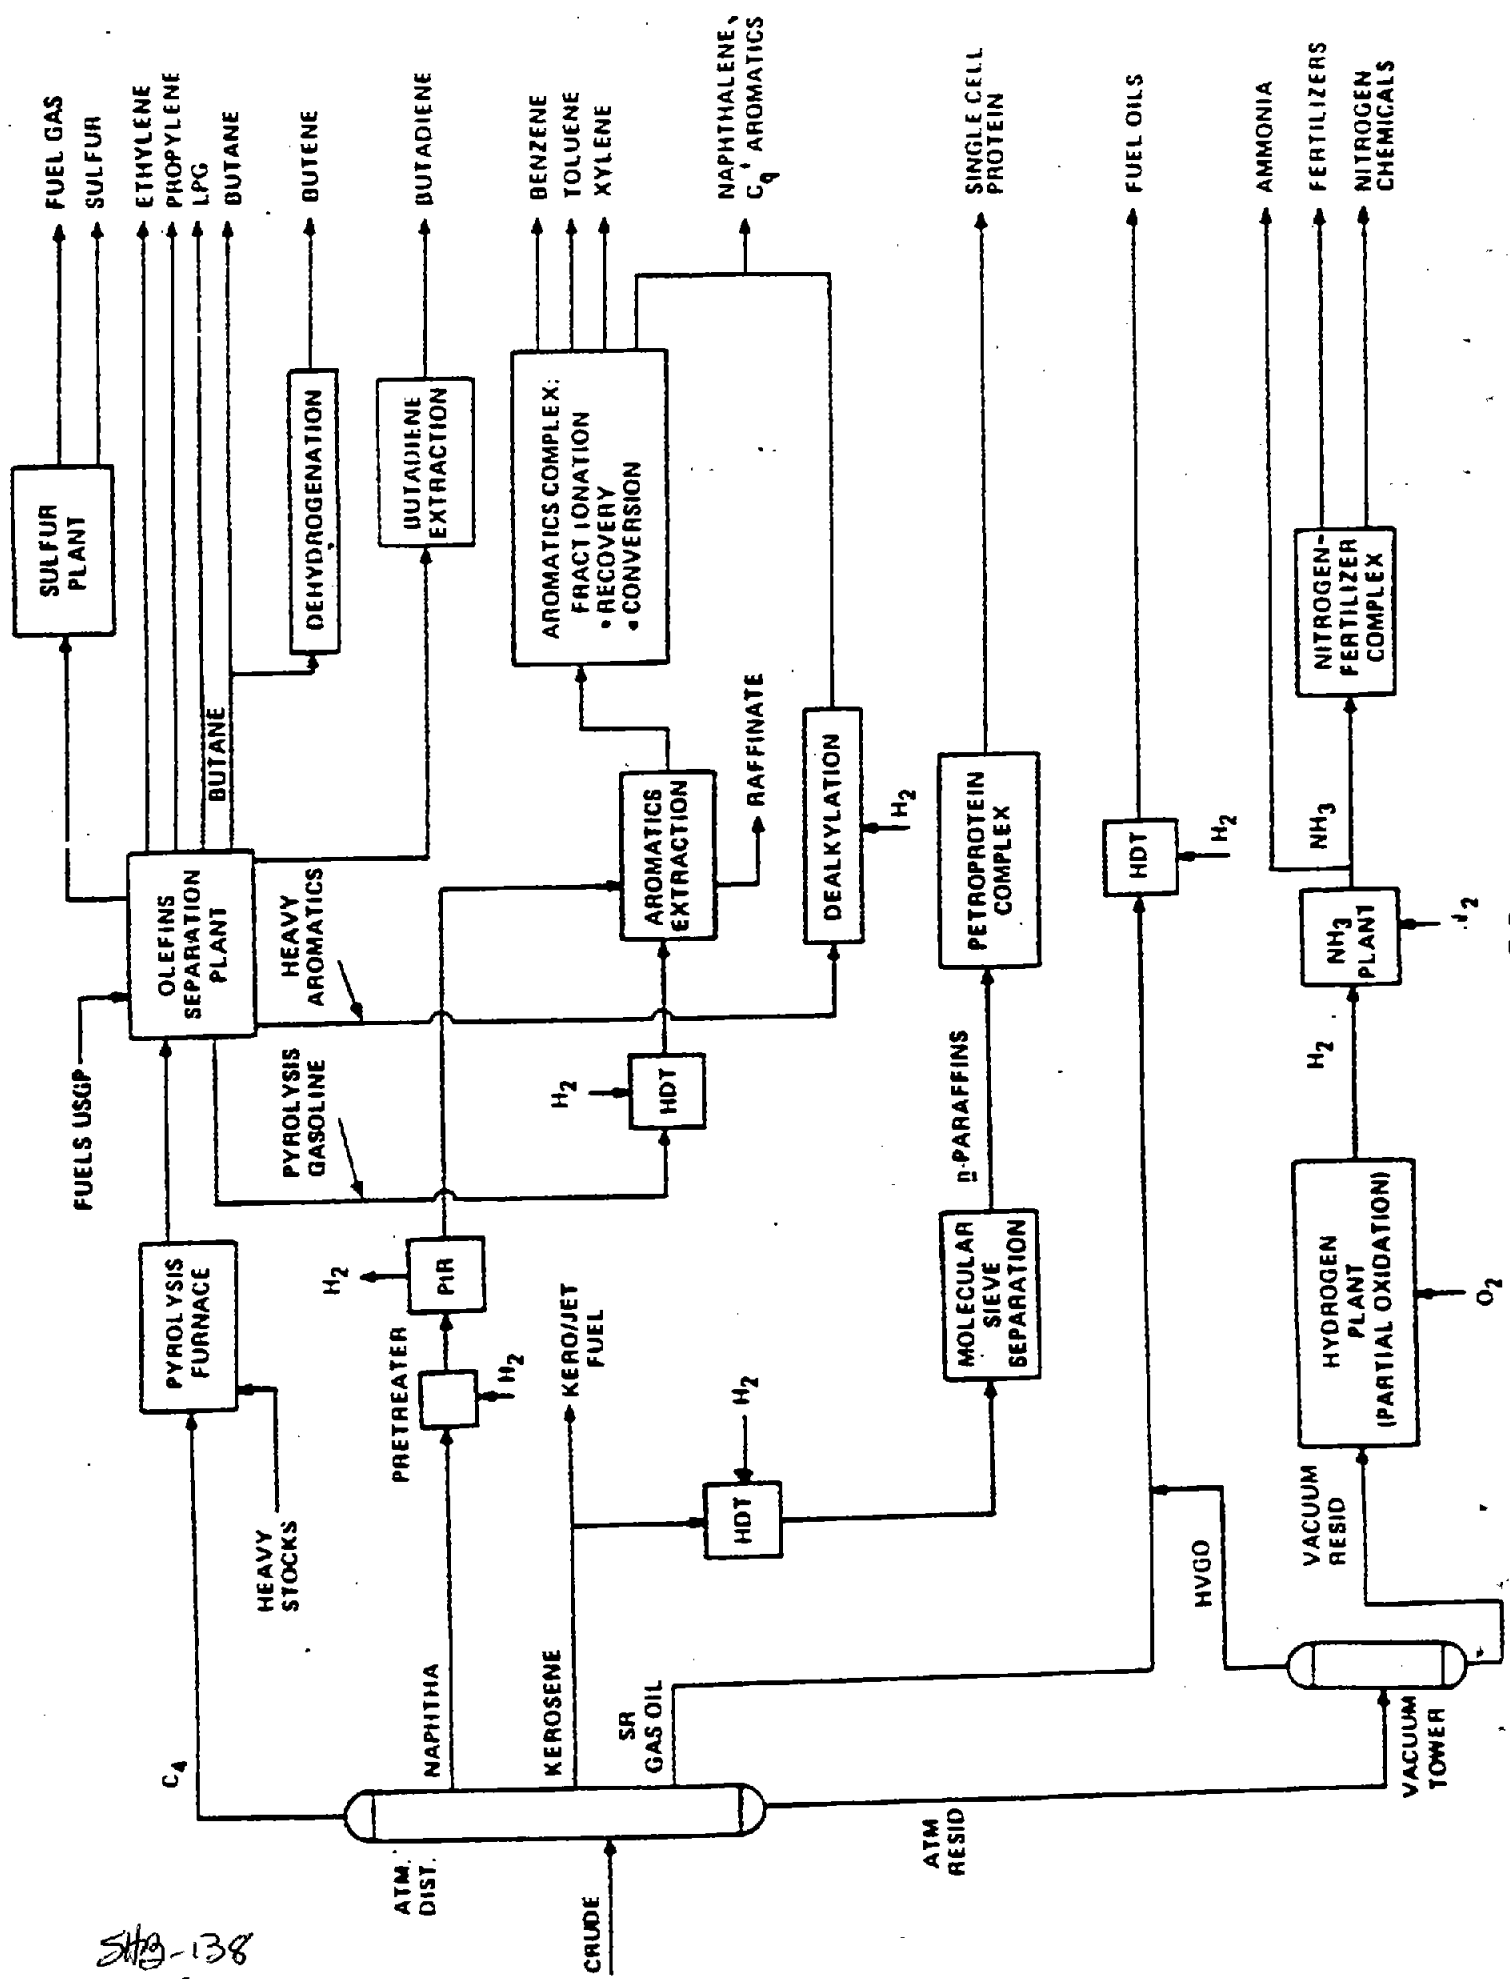 FUEL GAS
SULFUR
ETHYLENE
PROPYLENE
LPG
BUTANE
BUTENE
BUTADIENE
BENZENE
TOLUENE
XYLENE
NAPHTHALENE,
C9+ AROMATICS
SINGLE CELL
PROTEIN
FUEL OILS
AMMONIA
FERTILIZERS
NITROGEN
CHEMICALS
SULFUR
PLANT
DEHYDROGENATION
BUTADIENE
EXTRACTION
AROMATICS COMPLEX:
FRACTIONATION
• RECOVERY
• CONVERSION
NITROGEN-
FERTILIZER
COMPLEX
BUTANE
OLEFINS
SEPARATION
PLANT
HEAVY
AROMATICS
AROMATICS
EXTRACTION
RAFFINATE
DEALKYLATION
H2
PETROPROTEIN
COMPLEX
HDT
H2
NH3
NH3
PLANT
FUELS USGP
PYROLYSIS
GASOLINE
H2
HDT
n-PARAFFINS
H2
PYROLYSIS
FURNACE
H2
PIR
PRETREATER
H2
KERO/JET
FUEL
HDT
H2
MOLECULAR
SIEVE
SEPARATION
HYDROGEN
PLANT
(PARTIAL OXIDATION)
O2
HEAVY
STOCKS
VACUUM
RESID
HVGO
C4
NAPHTHA
KEROSENE
SR
GAS OIL
ATM.
DIST.
CRUDE
ATM
RESID
VACUUM
TOWER